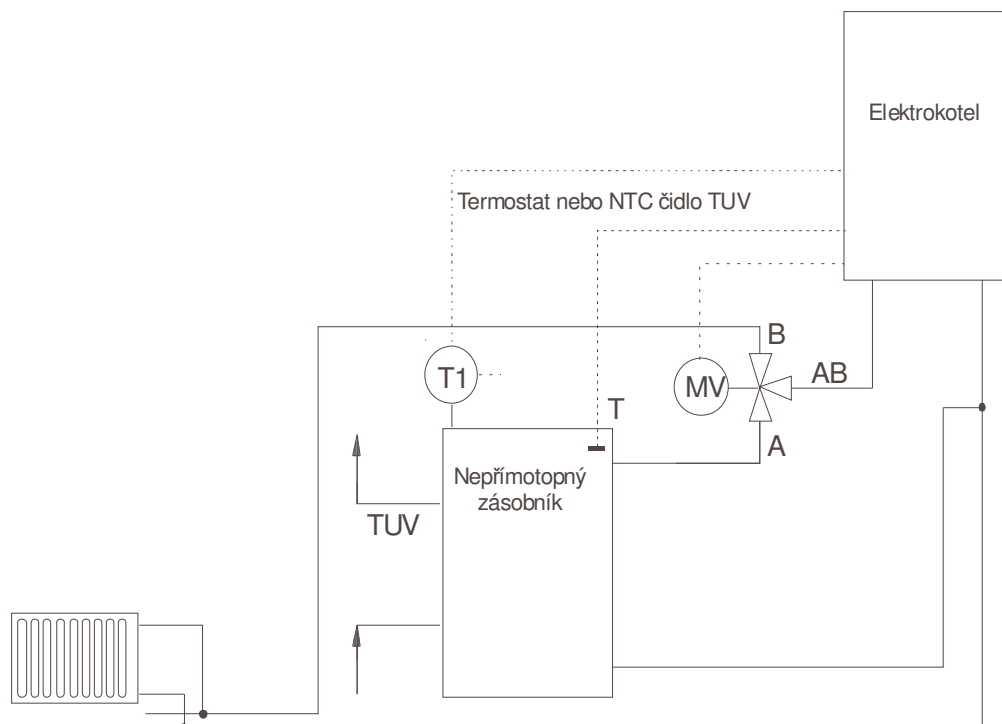 Elektrokotel
Termostat nebo NTC čidlo TUV
B
T1
MV
AB
T
A
Nepřímotopný
zásobník
TUV